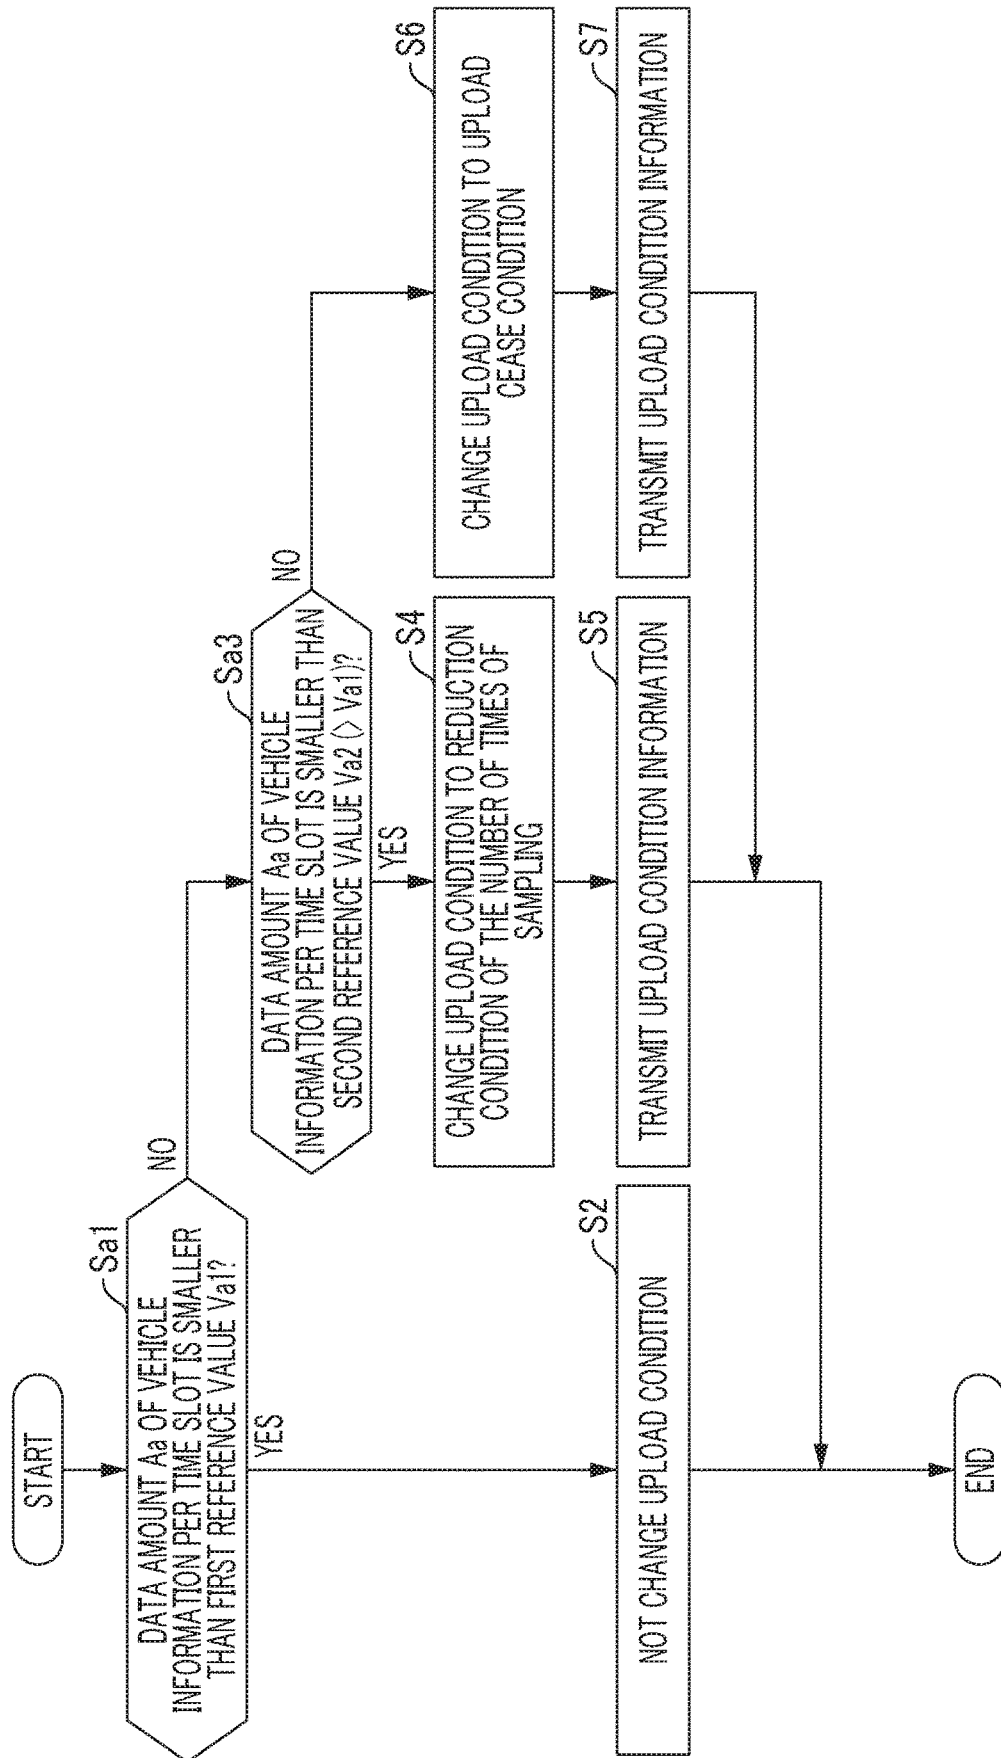 START
Sa1
DATA AMOUNT Aa OF VEHICLE
INFORMATION PER TIME SLOT IS SMALLER
THAN FIRST REFERENCE VALUE Va1?
NO
YES
Sa3
DATA AMOUNT Aa OF VEHICLE
INFORMATION PER TIME SLOT IS SMALLER THAN
SECOND REFERENCE VALUE Va2 (> Va1)?
NO
YES
S4
CHANGE UPLOAD CONDITION TO REDUCTION
CONDITION OF THE NUMBER OF TIMES OF
SAMPLING
S6
CHANGE UPLOAD CONDITION TO UPLOAD
CEASE CONDITION
S2
NOT CHANGE UPLOAD CONDITION
S5
TRANSMIT UPLOAD CONDITION INFORMATION
S7
TRANSMIT UPLOAD CONDITION INFORMATION
END